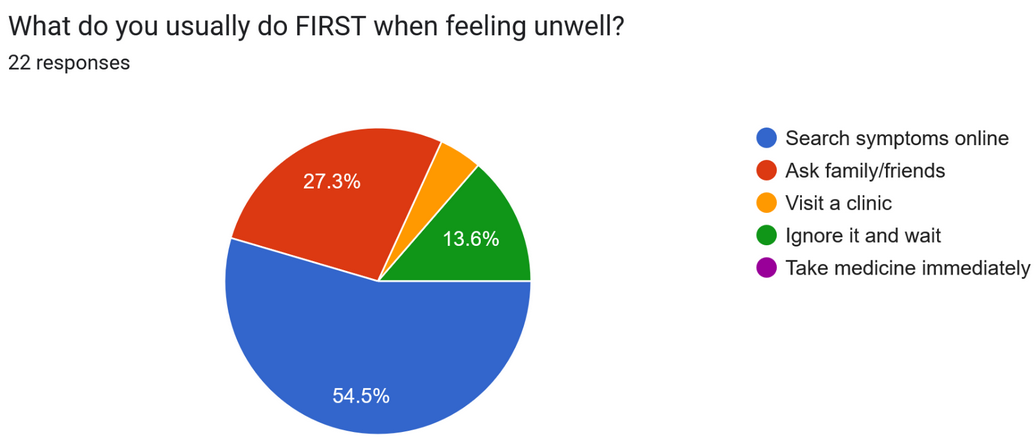 What do you usually do FIRST when feeling unwell?
22 responses
27.3%
13.6%
54.5%
Search symptoms online
Ask family/friends
Visit a clinic
Ignore it and wait
Take medicine immediately